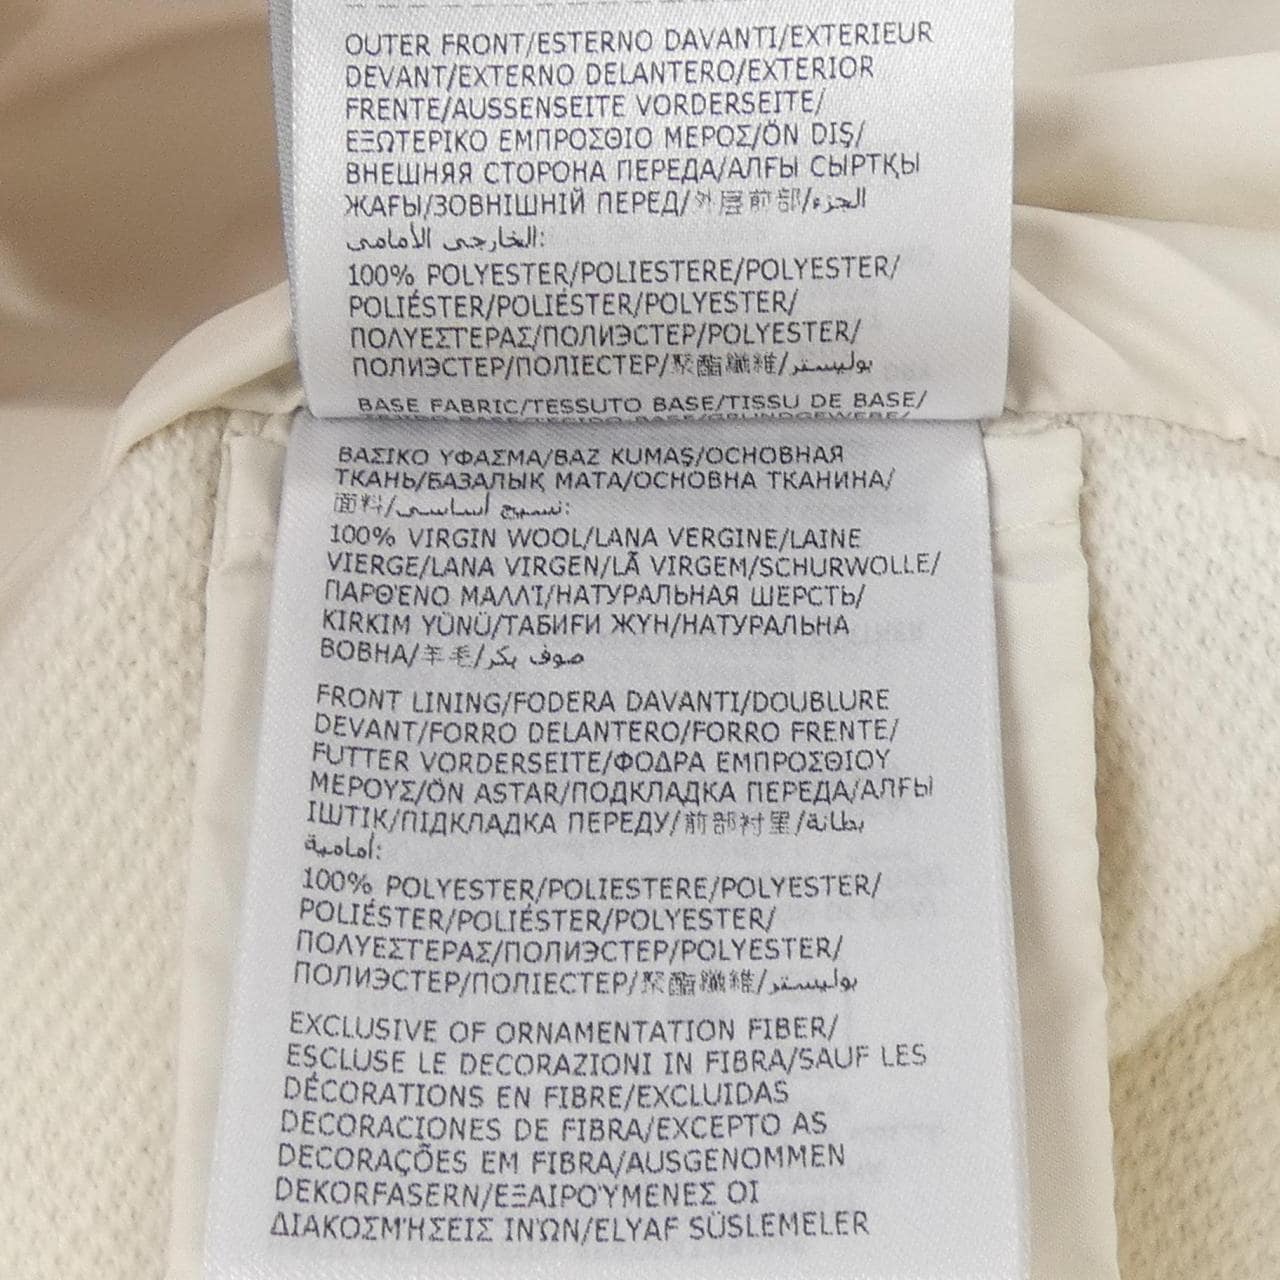 OUTER FRONT/ESTERNO DAVANTI/EXTERIEUR
DEVANT/EXTERNO DELANTERO/EXTERIOR
FRENTE/AUSSENSEITE VORDERSEITE/
ΕΞΩΤΕΡΙΚΟ ΕΜΠΡΟΣΘΙΟ ΜΕΡΟΣ/ÖN DIŞ/
ВНЕШНЯЯ СТОРОНА ПЕРЕДА/АЛҒЫ СЫРТҚЫ
ЖАҒЫ/ЗОВНІШНІЙ ПЕРЕД/外层前部/الجزء
الخارجي الأمامي:
100% POLYESTER/POLIESTERE/POLYESTER/
POLIÉSTER/POLIÉSTER/POLYESTER/
ΠΟΛΥΕΣΤΕΡΑΣ/ПОЛИЭСТЕР/POLYESTER/
ПОЛИЭСТЕР/ПОЛІЕСТЕР/聚酯纖維/بوليستر
BASE FABRIC/TESSUTO BASE/TISSU DE BASE/
BASE/TEJIDO BASE/GRUNDGEWEBE/
ΒΑΣΙΚΟ ΥΦΑΣΜΑ/BAZ KUMAŞ/ОСНОВНАЯ
ТКАНЬ/БАЗАЛЫҚ МАТА/ОСНОВНА ТКАНИНА/
面料/نسيج أساسي:
100% VIRGIN WOOL/LANA VERGINE/LAINE
VIERGE/LANA VIRGEN/LÃ VIRGEM/SCHURWOLLE/
ΠΑΡΘΈΝΟ ΜΑΛΛΊ/НАТУРАЛЬНАЯ ШЕРСТЬ/
KIRKIM YÜNÜ/ТАБИҒИ ЖҮН/НАТУРАЛЬНА
ВОВНА/羊毛/صوف بكر
FRONT LINING/FODERA DAVANTI/DOUBLURE
DEVANT/FORRO DELANTERO/FORRO FRENTE/
FUTTER VORDERSEITE/ΦΟΔΡΑ ΕΜΠΡΟΣΘΙΟΥ
ΜΕΡΟΥΣ/ÖN ASTAR/ПОДКЛАДКА ПЕРЕДА/АЛҒЫ
ІШТІК/ПІДКЛАДКА ПЕРЕДУ/前部衬里/بطانة
أمامية:
100% POLYESTER/POLIESTERE/POLYESTER/
POLIÉSTER/POLIÉSTER/POLYESTER/
ΠΟΛΥΕΣΤΕΡΑΣ/ПОЛИЭСТЕР/POLYESTER/
ПОЛИЭСТЕР/ПОЛІЕСТЕР/聚酯纖維/بوليستر
EXCLUSIVE OF ORNAMENTATION FIBER/
ESCLUSE LE DECORAZIONI IN FIBRA/SAUF LES
DÉCORATIONS EN FIBRE/EXCLUIDAS
DECORACIONES DE FIBRA/EXCEPTO AS
DECORAÇÕES EM FIBRA/AUSGENOMMEN
DEKORFASERN/ΕΞΑΙΡΟΎΜΕΝΕΣ ΟΙ
ΔΙΑΚΟΣΜΉΣΕΙΣ ΙΝΏΝ/ELYAF SÜSLEMELER